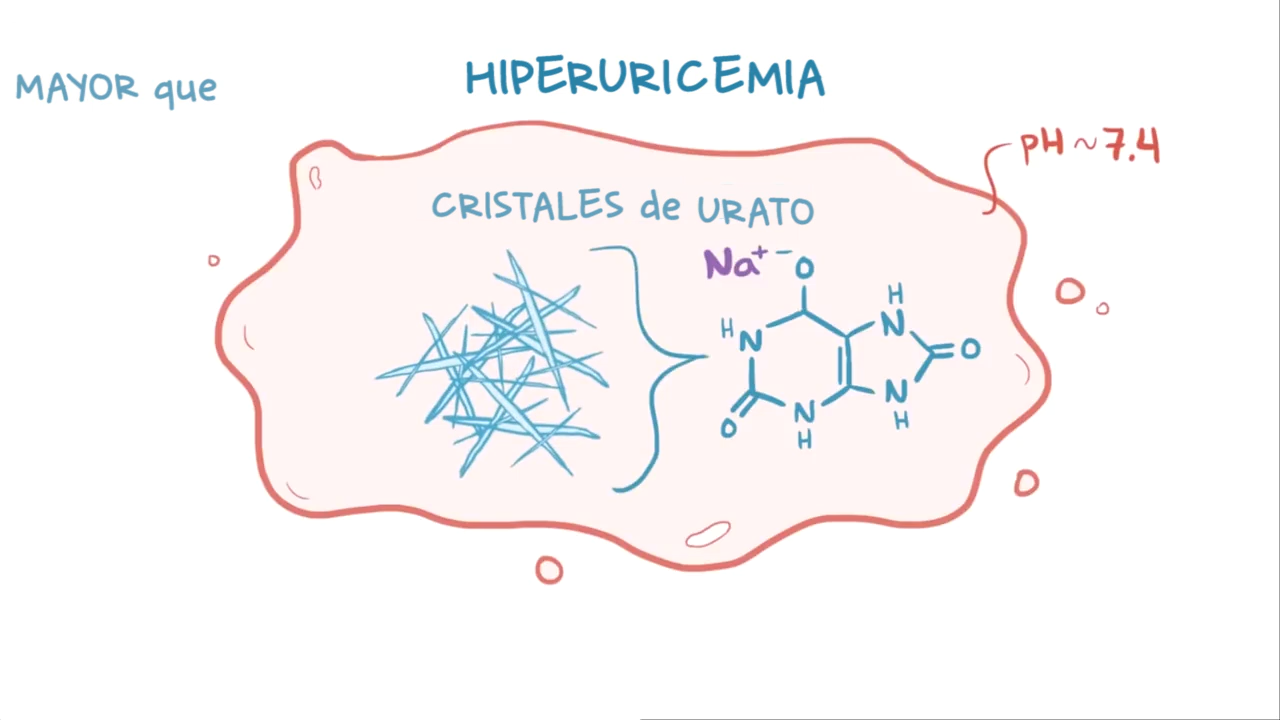 MAYOR que
HIPERURICEMIA
pH ~ 7.4
CRISTALES de URATO
Na⁺ ⁻O
H
H
N
N
O
O
N
N
H
H